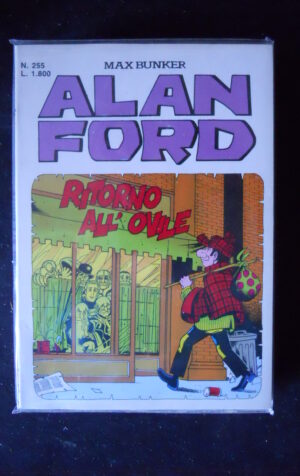 N. 255
L. 1.800
MAX BUNKER
ALAN
FORD
RITORNO
ALL'OVILE